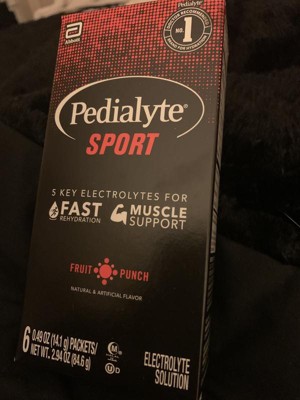 Abbott
Pedialyte
#1
Pedialyte®
SPORT
5 KEY ELECTROLYTES FOR
FAST
REHYDRATION
MUSCLE
SUPPORT
FRUIT PUNCH
NATURAL & ARTIFICIAL FLAVOR
6 0.49 OZ (14.1 g) PACKETS/
NET WT. 2.94 OZ (84.6 g)
M
U D
ELECTROLYTE
SOLUTION